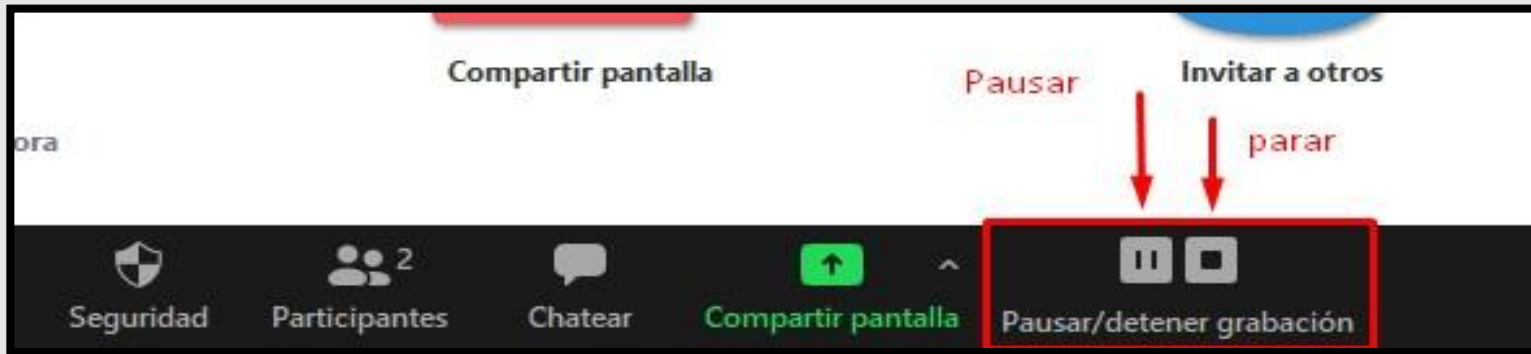 Compartir pantalla
Pausar
Invitar a otros
ora
parar
2
Seguridad
Participantes
Chatear
Compartir pantalla
Pausar/detener grabación